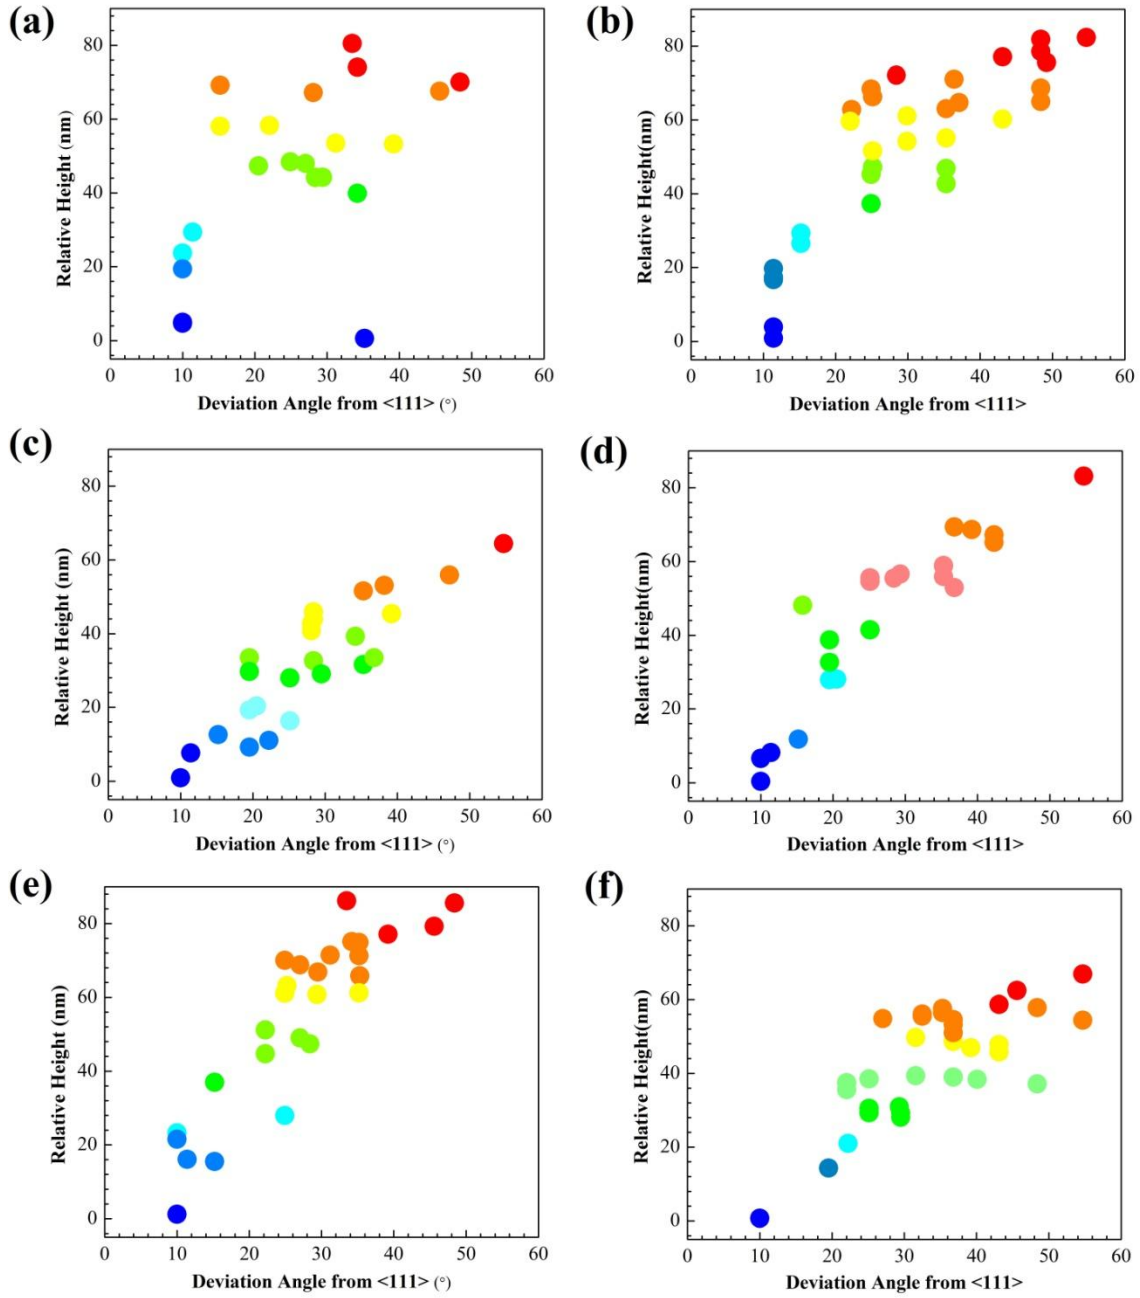 (a)
Relative Height (nm)
80
60
40
20
0
0 10 20 30 40 50 60
Deviation Angle from <111> (°)
(b)
Relative Height(nm)
80
60
40
20
0
0 10 20 30 40 50 60
Deviation Angle from <111>
(c)
Relative Height (nm)
80
60
40
20
0
0 10 20 30 40 50 60
Deviation Angle from <111> (°)
(d)
Relative Height(nm)
80
60
40
20
0
0 10 20 30 40 50 60
Deviation Angle from <111>
(e)
Relative Height (nm)
80
60
40
20
0
0 10 20 30 40 50 60
Deviation Angle from <111> (°)
(f)
Relative Height(nm)
80
60
40
20
0
0 10 20 30 40 50 60
Deviation Angle from <111>